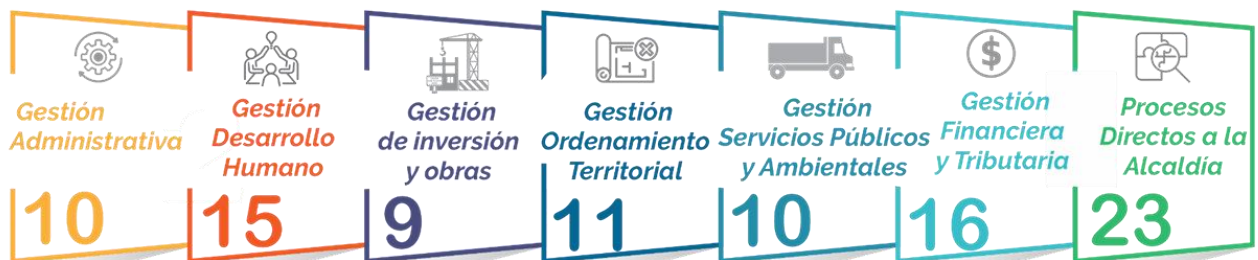 Gestión
Administrativa
10
Gestión
Desarrollo
Humano
15
Gestión
de inversión
y obras
9
Gestión
Ordenamiento
Territorial
11
Gestión
Servicios Públicos
y Ambientales
10
$
Gestión
Financiera
y Tributaria
16
Procesos
Directos a la
Alcaldía
23